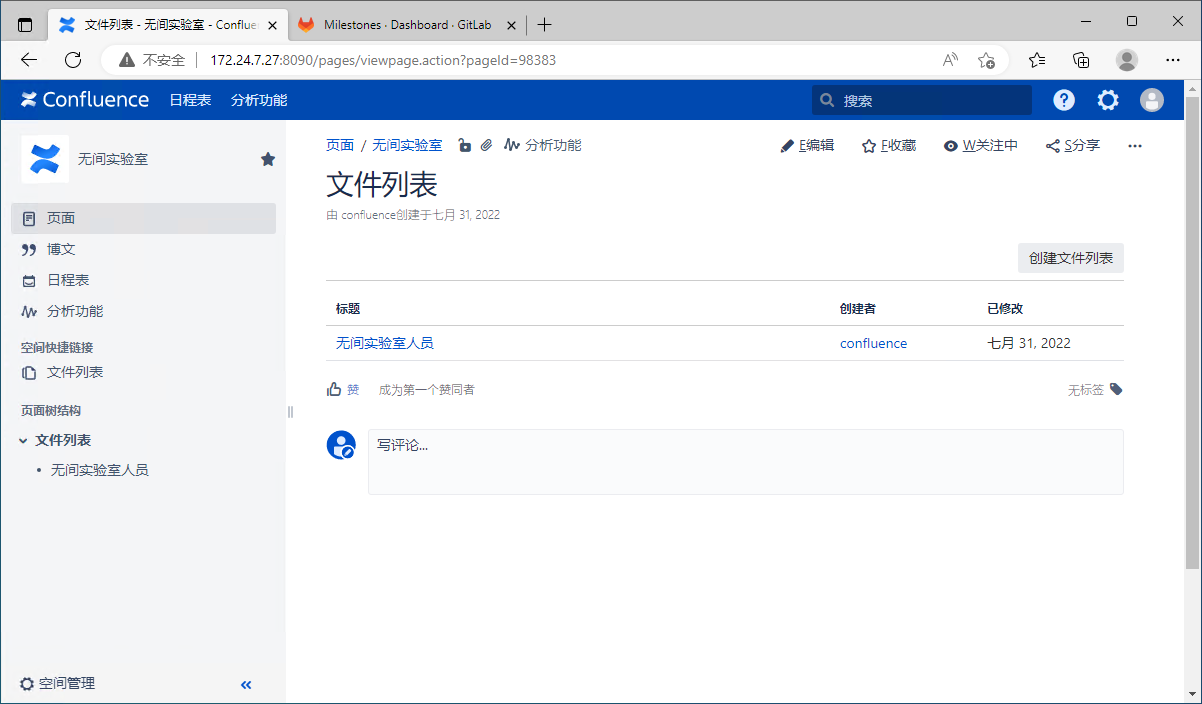 文件列表 - 无间实验室 - Conflue
Milestones · Dashboard · GitLab
不安全
172.24.7.27:8090/pages/viewpage.action?pageId=98383
Confluence 日程表 分析功能
搜索
无间实验室
页面
博文
日程表
分析功能
空间快捷链接
文件列表
页面树结构
文件列表
无间实验室人员
空间管理
页面 / 无间实验室 分析功能
E编辑 F收藏 W关注中 S分享
文件列表
由 confluence创建于七月 31, 2022
创建文件列表
标题 创建者 已修改
无间实验室人员 confluence 七月 31, 2022
赞 成为第一个赞同者
无标签
写评论...